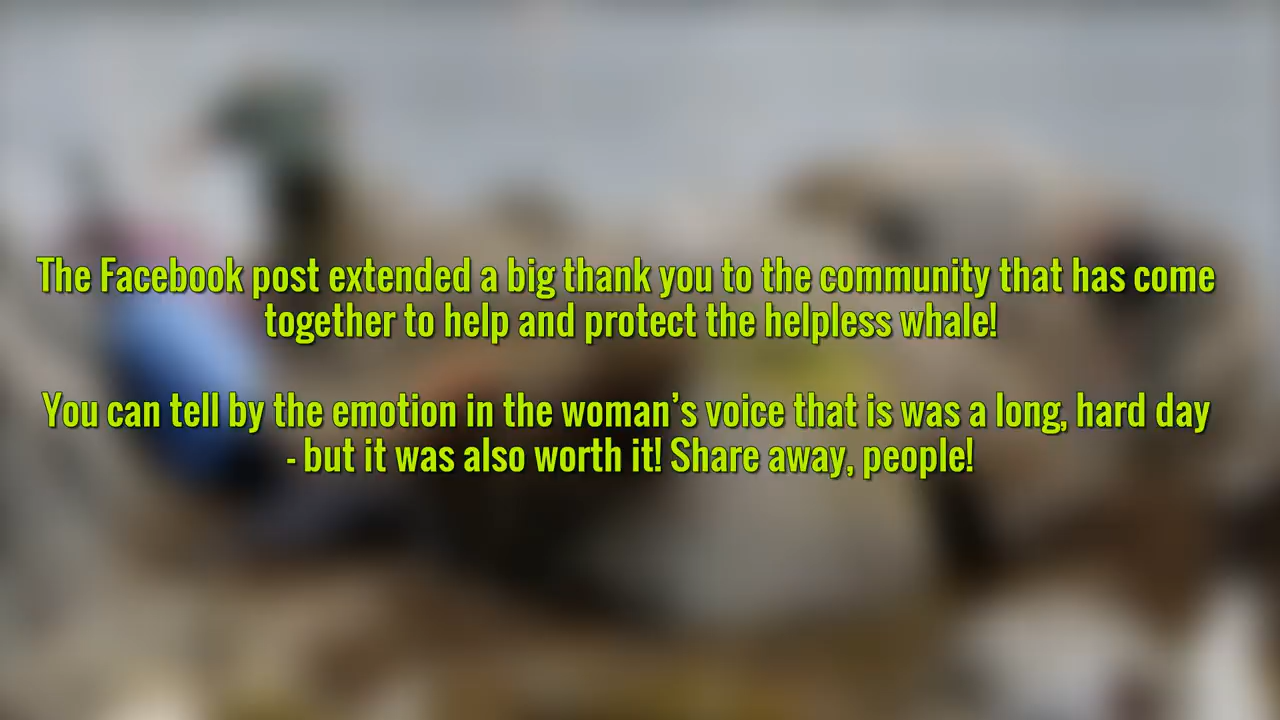 The Facebook post extended a big thank you to the community that has come
together to help and protect the helpless whale!
You can tell by the emotion in the woman’s voice that is was a long, hard day
- but it was also worth it! Share away, people!